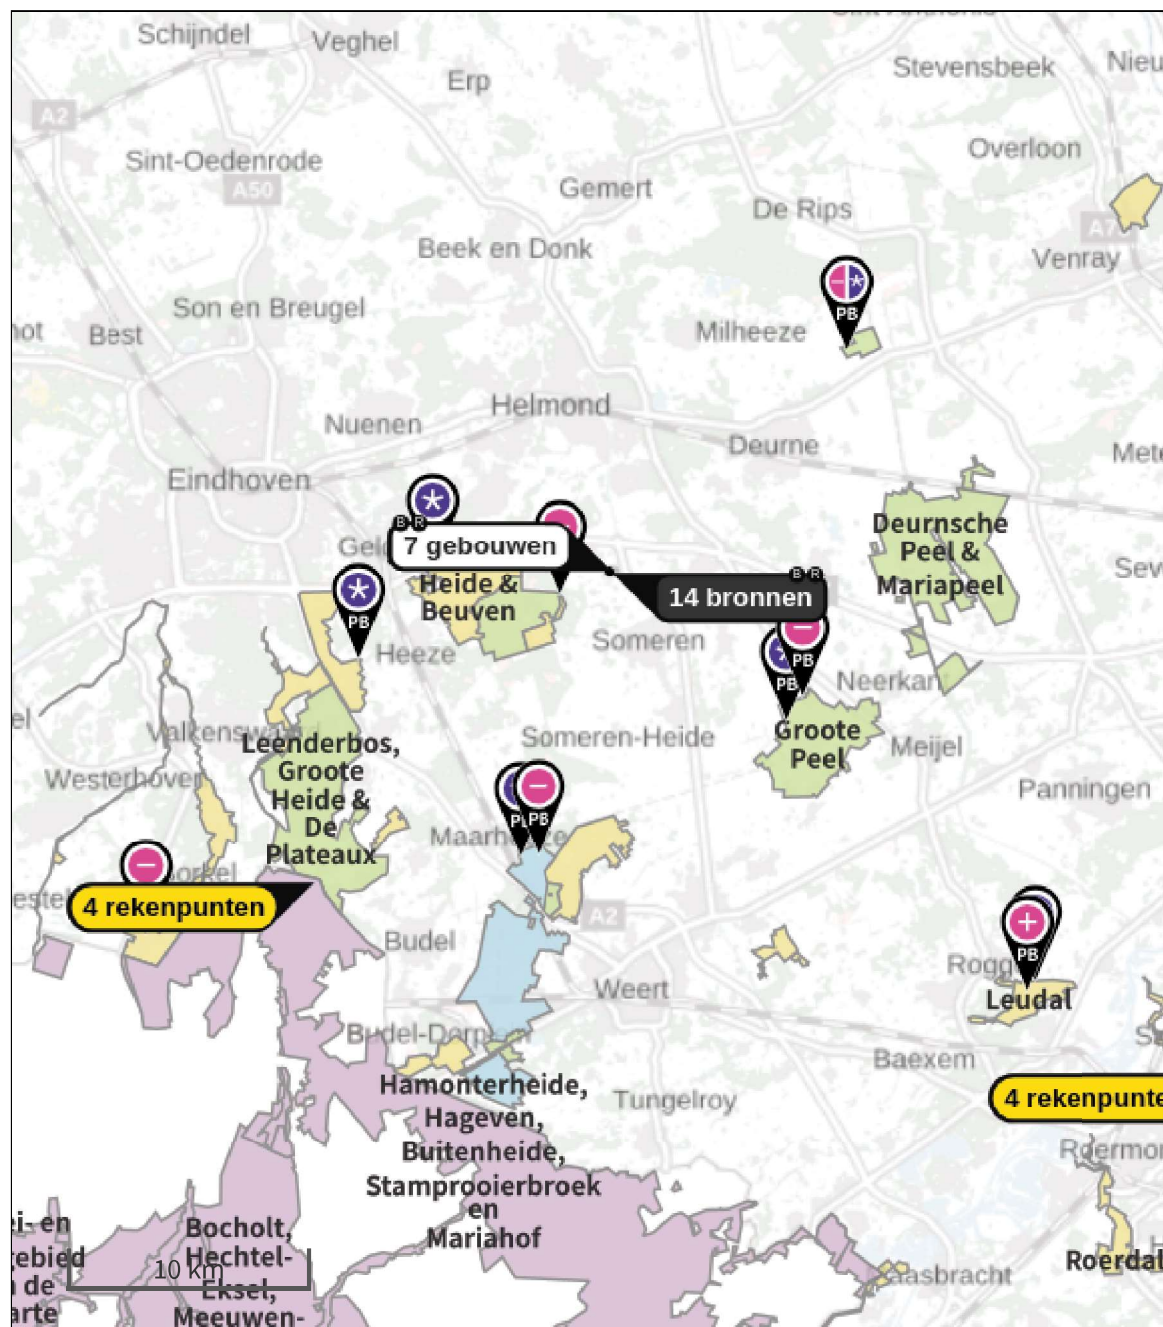 Schijndel
Veghel
Erp
Stevensbeek
A2
Overloon
Sint-Oedenrode
A50
Gemert
De Rips
Beek en Donk
Venray
Son en Breugel
PB
Best
Milheeze
Helmond
Nuenen
Deurne
Eindhoven
Deurnsche
Peel &
Mariapeel
B R
7 gebouwen
B R
14 bronnen
Heide &
Beuven
PB
Heeze
Someren
PB
PB
Leenderbos,
Groote
Heide &
De
Plateaux
Someren-Heide
Groote
Peel
Meijel
Westerhoven
Panningen
PB
4 rekenpunten
A2
Budel
PB
Leudal
Weert
Baexem
Hamonterheide,
Hageven,
Buitenheide,
Stamprooierbroek
en
Mariahof
Tungelroy
4 rekenpunte
Bocholt,
Hechtel-
Eksel,
Meeuwen-
10 km
Roerdal